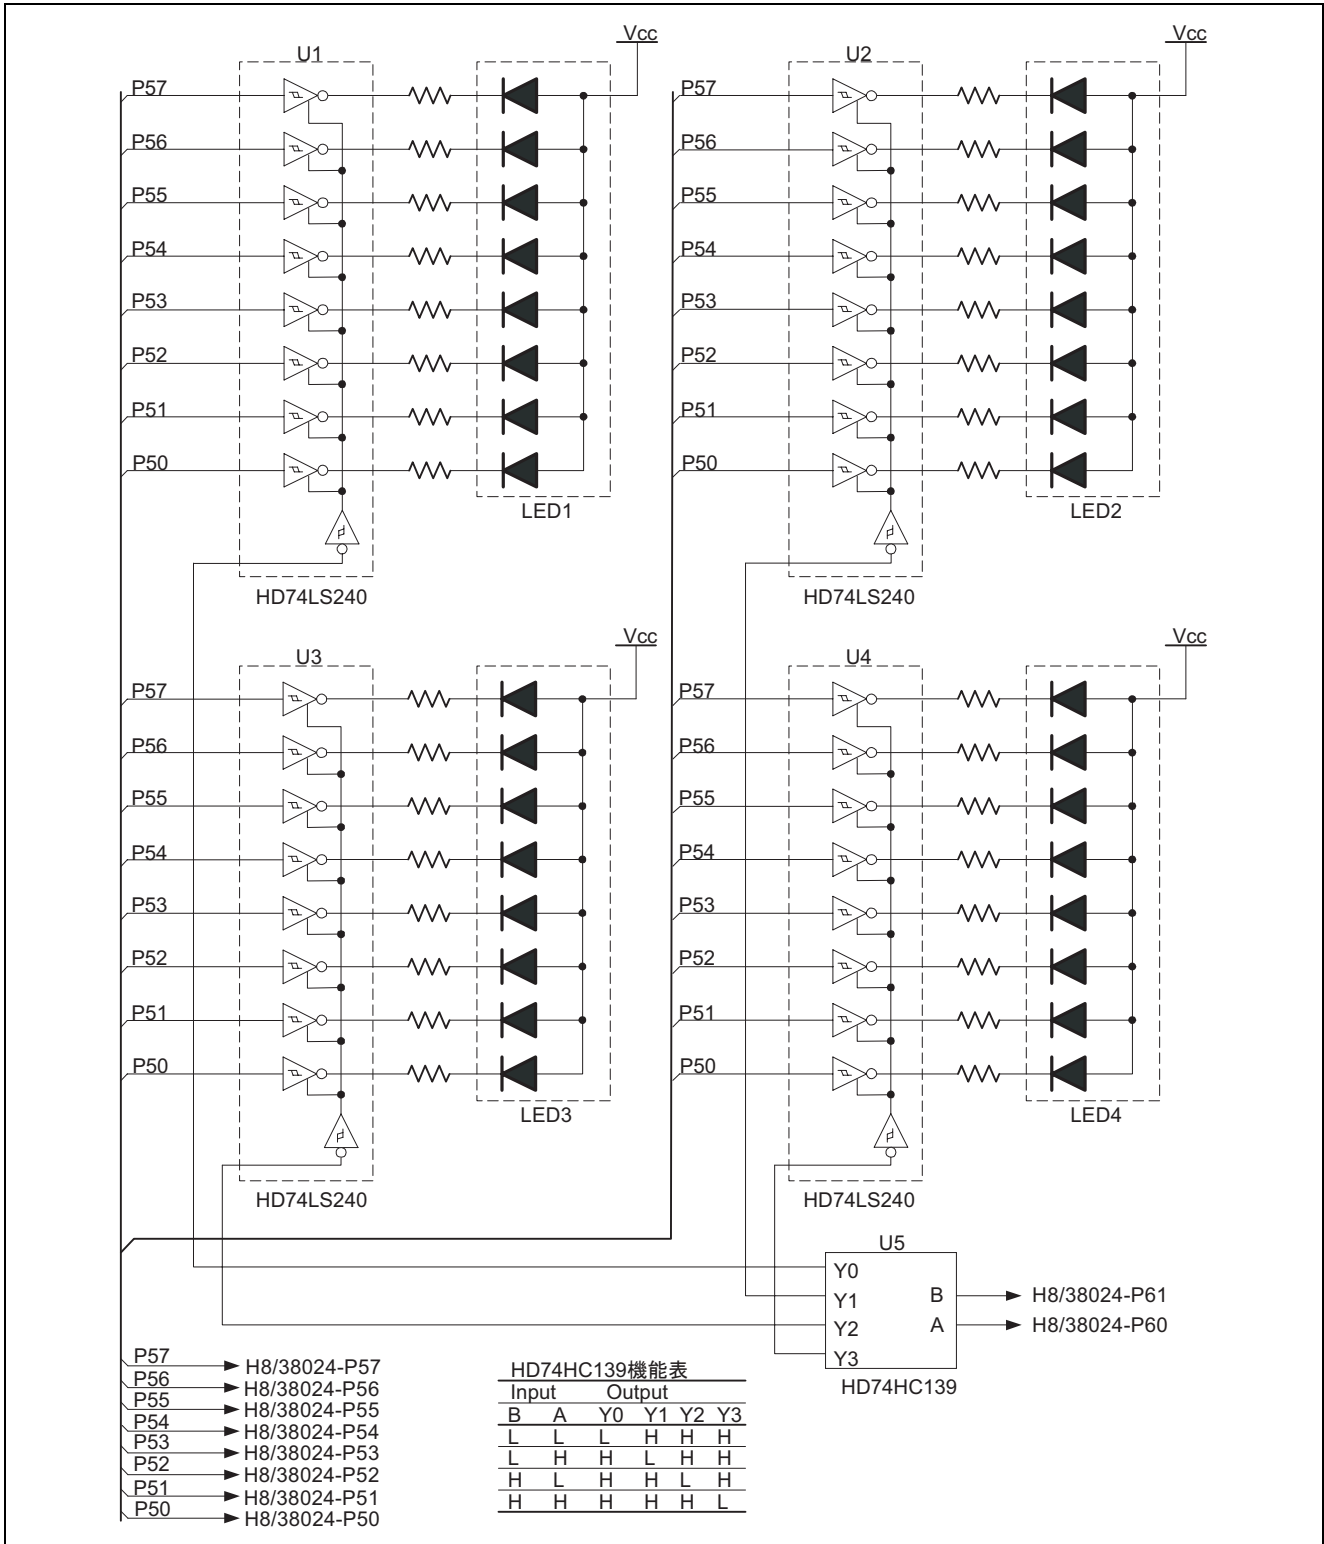 Vcc
Vcc
U1
U2
P57
P57
P56
P56
P55
P55
P54
P54
P53
P53
P52
P52
P51
P51
P50
P50
LED1
LED2
HD74LS240
HD74LS240
Vcc
Vcc
U3
U4
P57
P57
P56
P56
P55
P55
P54
P54
P53
P53
P52
P52
P51
P51
P50
P50
LED3
LED4
HD74LS240
HD74LS240
U5
Y0
Y1
B
H8/38024-P61
Y2
A
H8/38024-P60
Y3
HD74HC139
P57 H8/38024-P57
P56 H8/38024-P56
P55 H8/38024-P55
P54 H8/38024-P54
P53 H8/38024-P53
P52 H8/38024-P52
P51 H8/38024-P51
P50 H8/38024-P50
HD74HC139機能表
Input Output
B A Y0 Y1 Y2 Y3
L L L H H H
L H H L H H
H L H H L H
H H H H H L